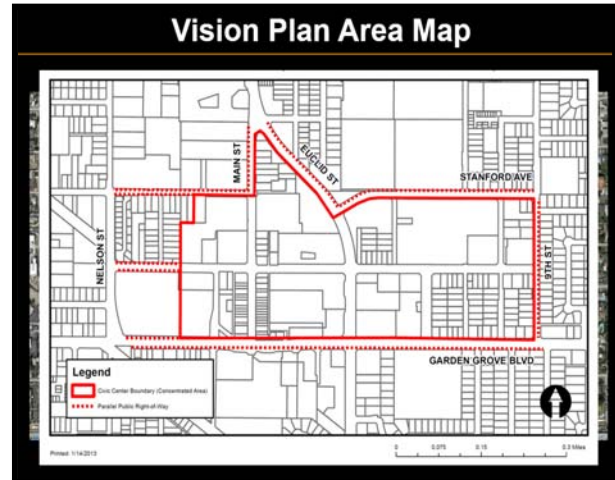 Vision Plan Area Map
MAIN ST
EUCLID ST
STANFORD AVE
NELSON ST
9TH ST
GARDEN GROVE BLVD
Legend
Civic Center Boundary (Concentrated Area)
Parallel Public Right-of-Way
Printed: 1/14/2013
0 0.075 0.15 0.3 Miles